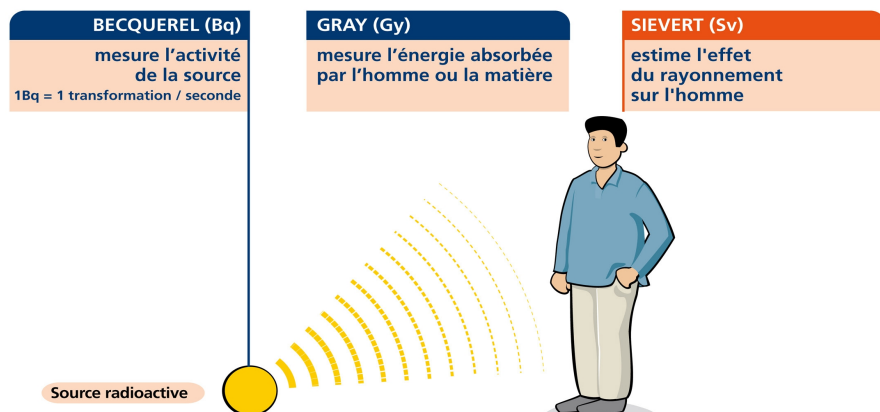 BECQUEREL (Bq)
mesure l’activité
de la source
1Bq = 1 transformation / seconde
GRAY (Gy)
mesure l’énergie absorbée
par l’homme ou la matière
SIEVERT (Sv)
estime l'effet
du rayonnement
sur l'homme
Source radioactive